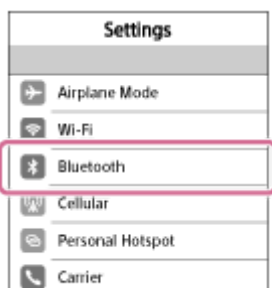 Settings
Airplane Mode
Wi-Fi
Bluetooth
Cellular
Personal Hotspot
Carrier